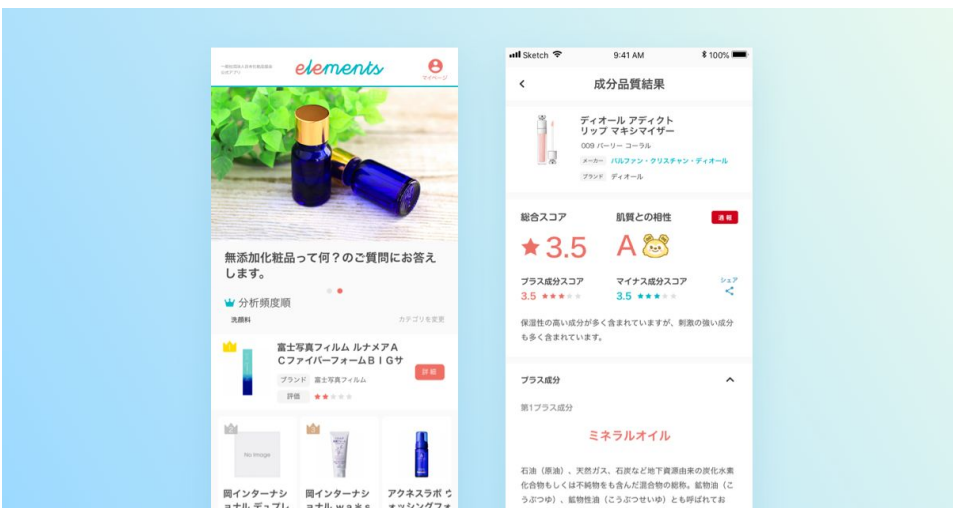 公式アプリ
elements
マイページ
無添加化粧品って何？のご質問にお答え
します。
分析頻度順
洗顔料
カテゴリを変更
1
富士写真フィルム ルナメアA
CファイバーフォームＢＩＧサ
詳細
ブランド 富士写真フィルム
評価
2
No Image
3
岡インターナシ
ョナル デュプレ
岡インターナシ
ョナル ｗａ＊ｓ
アクネスラボ ウ
ォッシングフォ
Sketch
9:41 AM
100%
成分品質結果
ディオール アディクト
リップ マキシマイザー
009 パーリー コーラル
メーカー パルファン・クリスチャン・ディオール
ブランド ディオール
総合スコア
肌質との相性
通報
3.5
A
プラス成分スコア
マイナス成分スコア
シェア
3.5
3.5
保湿性の高い成分が多く含まれていますが、刺激の強い成分
も多く含まれています。
プラス成分
第1プラス成分
ミネラルオイル
石油（原油）、天然ガス、石炭など地下資源由来の炭化水素
化合物もしくは不純物をも含んだ混合物の総称。鉱物油（こ
うぶつゆ）、鉱物性油（こうぶつせいゆ）とも呼ばれてお